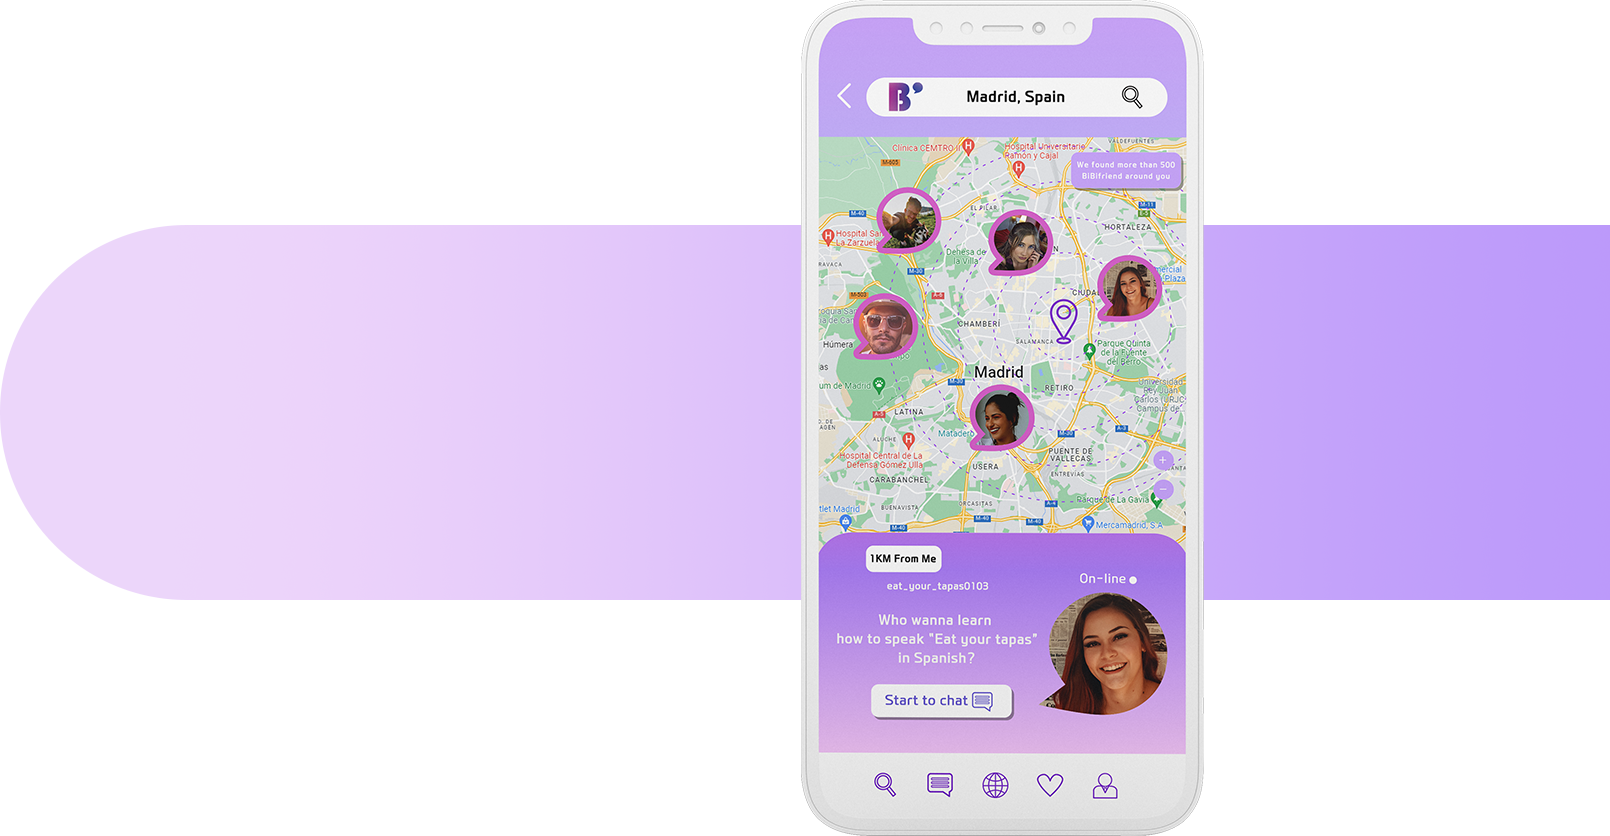 B
Madrid, Spain
VALDEFUENTES
Clínica CEMTRO II
Hospital Universitario
Ramón y Cajal
We found more than 500
BiBifriend around you
M-605
M-40
EL PILAR
M-11
E-5
HORTALEZA
Hospital
La Zarzuela
Dehesa de
la Villa
M-30
Plaza
M-503
A-6
CIUDAD
CHAMBERÍ
SALAMANCA
Húmera
Parque Quinta
de la Fuente
del Berro
Madrid
um de Madrid
M-30
RETIRO
Universidad
Rey Juan
Carlos (URJC)
Campus de...
A-5
LATINA
ALUCHE
Matadero
M-30
A-3
Hospital Central de La
Defensa Gómez Ulla
PUENTE DE
VALLECAS
USERA
ENTREVÍAS
CARABANCHEL
Parque de La Gavia
ORCASITAS
A-4
BUENAVISTA
tlet Madrid
M-40
M-40
M-40
Mercamadrid, S.A
1KM From Me
On-line
eat_your_tapas0103
Who wanna learn
how to speak "Eat your tapas"
in Spanish?
Start to chat